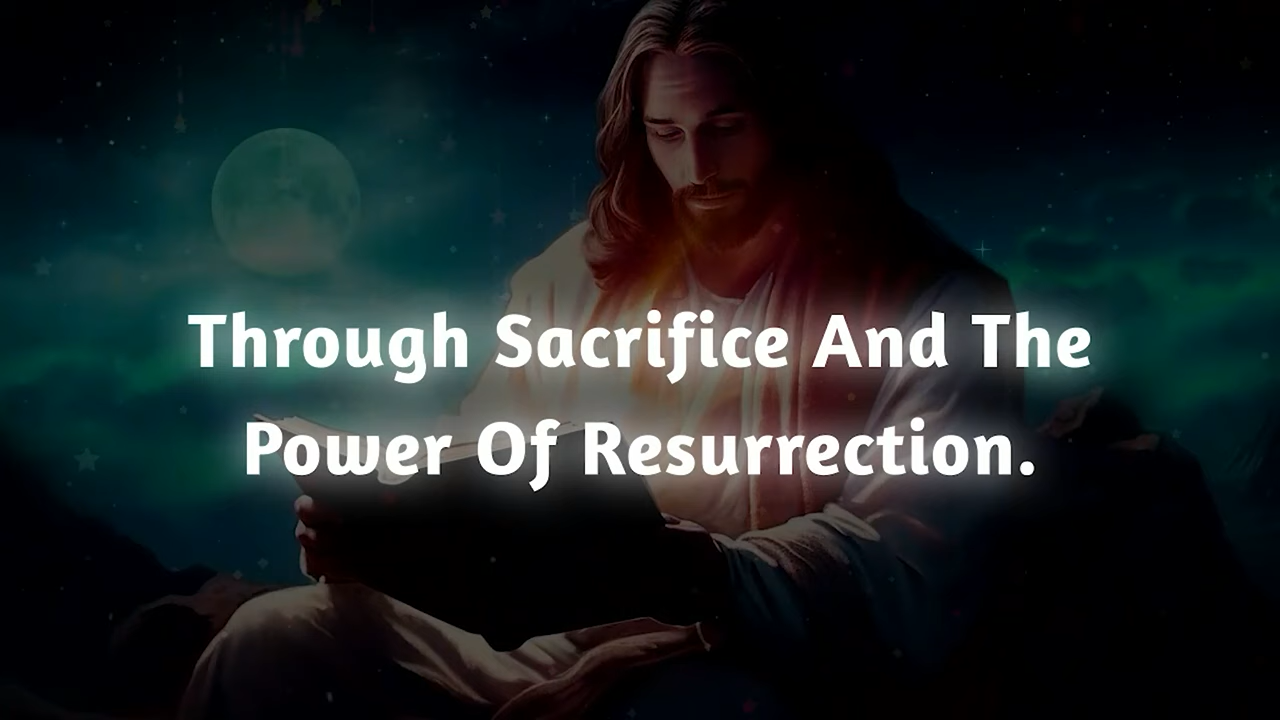 Through Sacrifice And The
Power Of Resurrection.